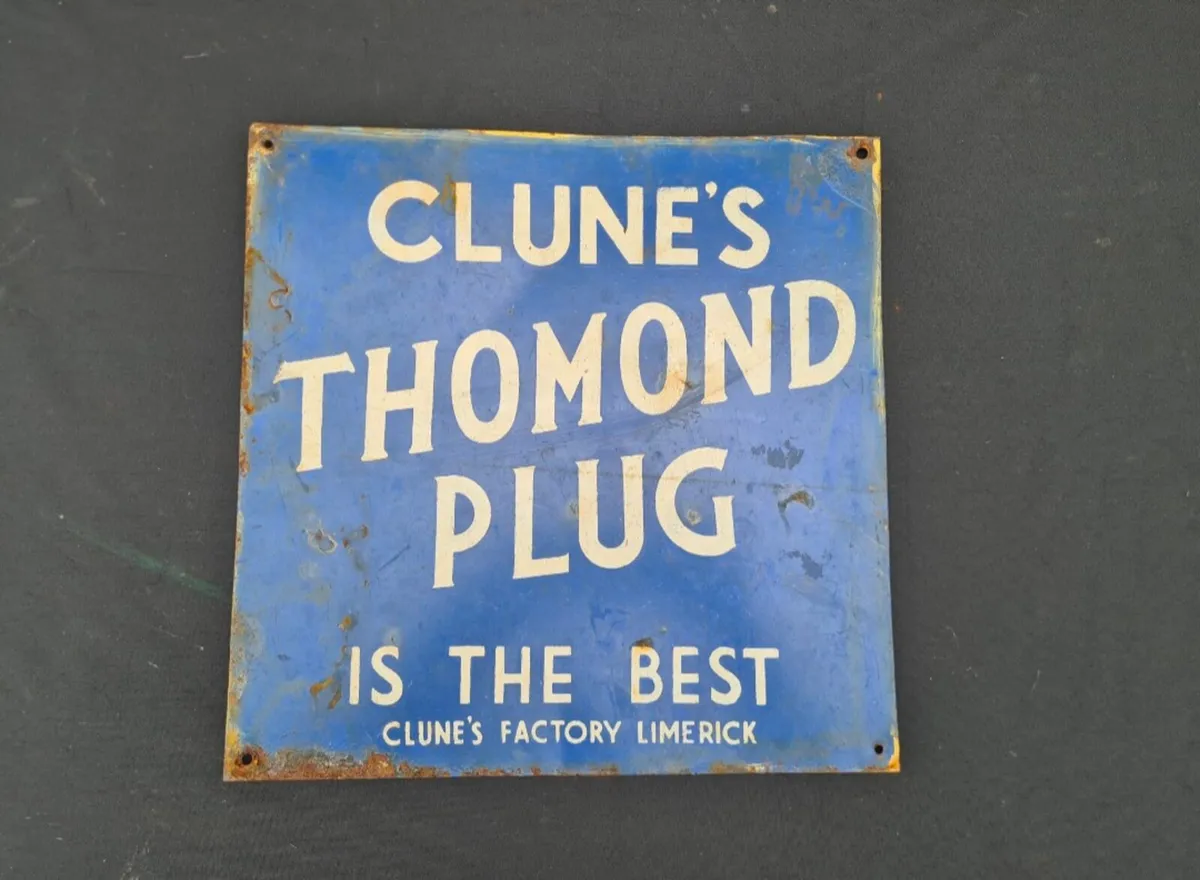 CLUNE'S
THOMOND
PLUG
IS THE BEST
CLUNE'S FACTORY LIMERICK